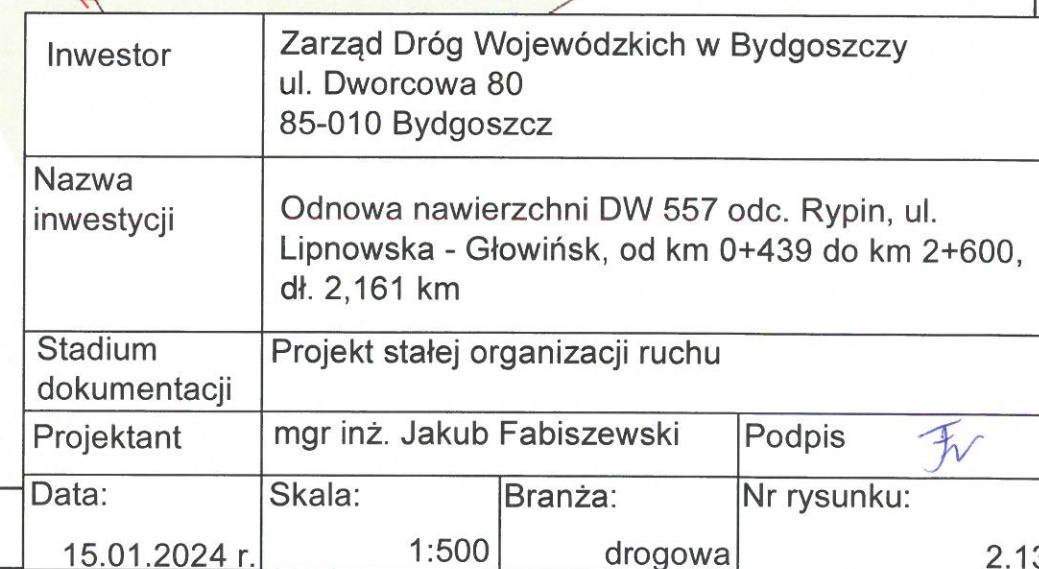 Inwestor
Zarząd Dróg Wojewódzkich w Bydgoszczy
ul. Dworcowa 80
85-010 Bydgoszcz
Nazwa
inwestycji
Odnowa nawierzchni DW 557 odc. Rypin, ul.
Lipnowska - Głowińsk, od km 0+439 do km 2+600,
dł. 2,161 km
Stadium
dokumentacji
Projekt stałej organizacji ruchu
Projektant
mgr inż. Jakub Fabiszewski
Podpis
Data:
15.01.2024 r.
Skala:
1:500
Branża:
drogowa
Nr rysunku:
2.13